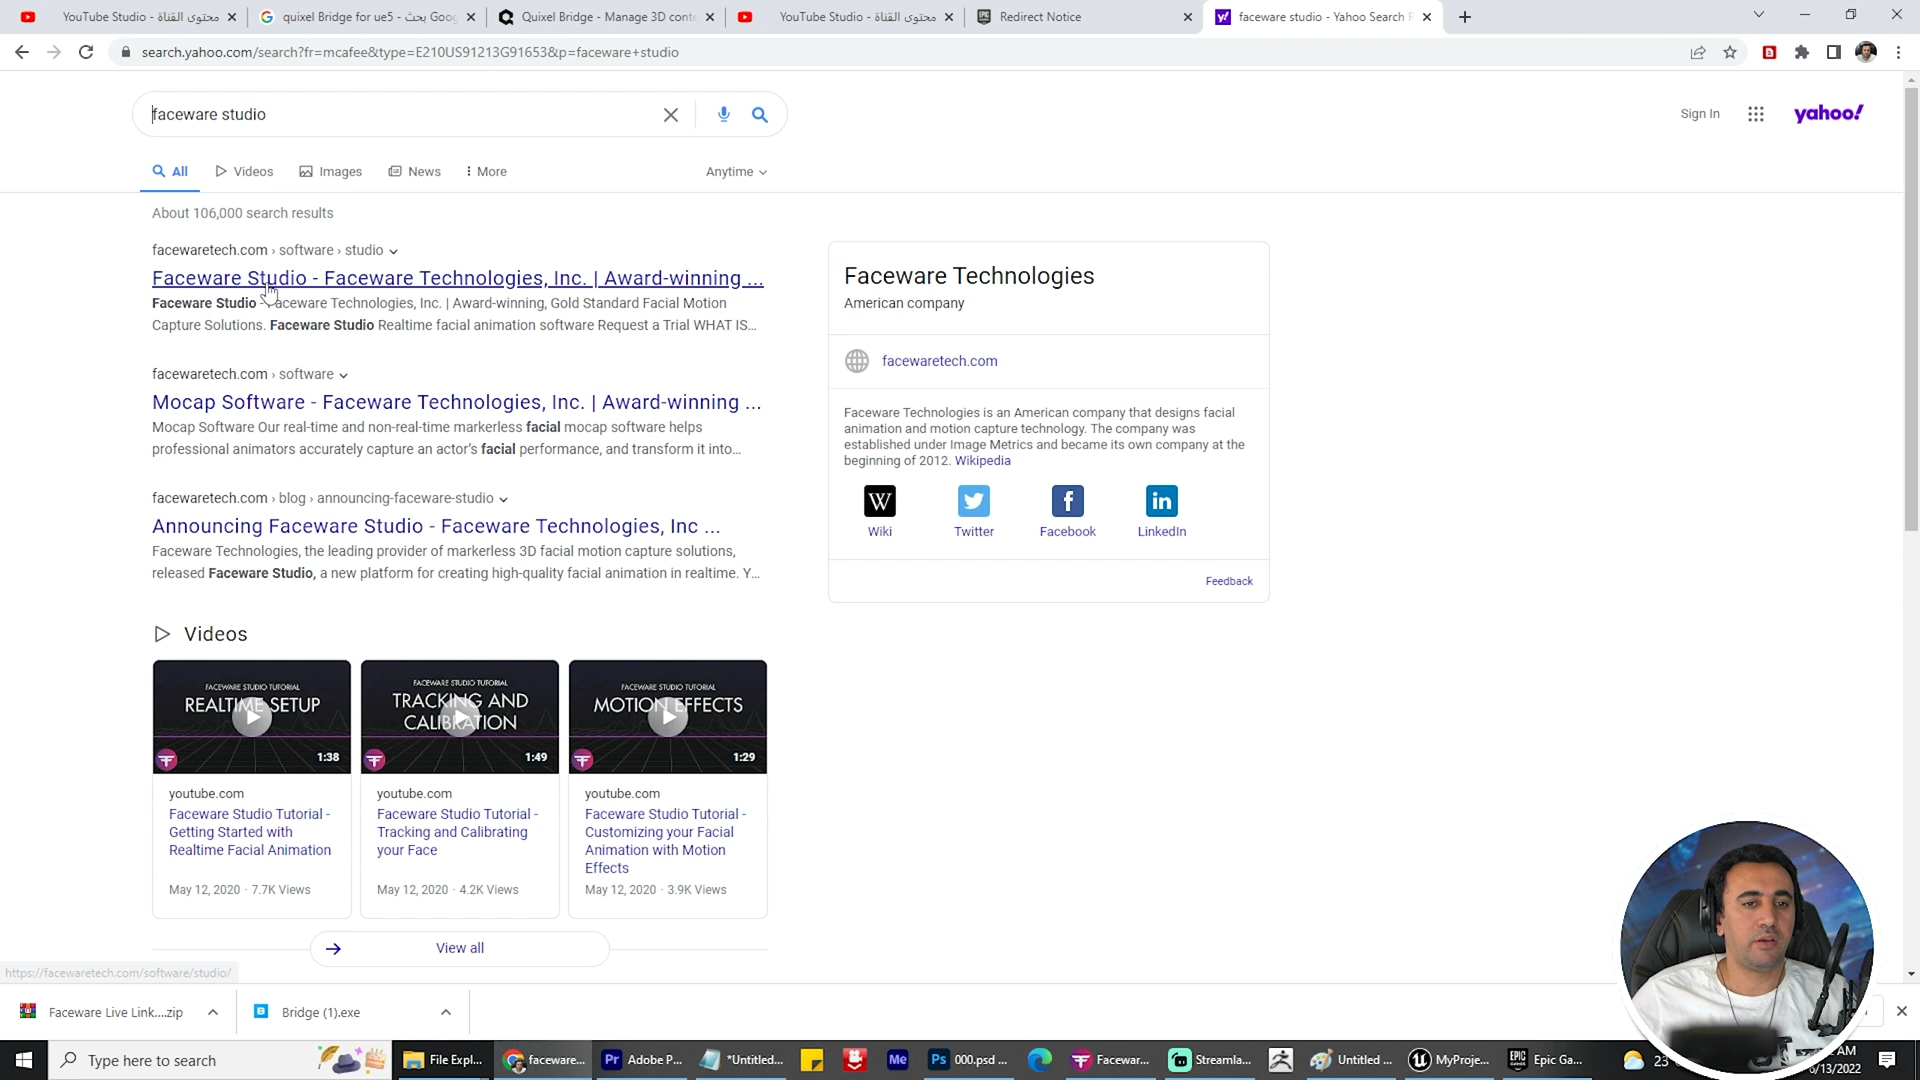 YouTube Studio - محتوى القناة
quixel Bridge for ue5 - بحث Goo
Quixel Bridge - Manage 3D cont
YouTube Studio - محتوى القناة
Redirect Notice
faceware studio - Yahoo Search R
search.yahoo.com/search?fr=mcafee&type=E210US91213G91653&p=faceware+studio
faceware studio
Sign In
yahoo!
All
Videos
Images
News
More
Anytime
About 106,000 search results
facewaretech.com › software › studio
Faceware Studio - Faceware Technologies, Inc. | Award-winning ...
Faceware Studio - Faceware Technologies, Inc. | Award-winning, Gold Standard Facial Motion
Capture Solutions. Faceware Studio Realtime facial animation software Request a Trial WHAT IS...
facewaretech.com › software
Mocap Software - Faceware Technologies, Inc. | Award-winning ...
Mocap Software Our real-time and non-real-time markerless facial mocap software helps
professional animators accurately capture an actor's facial performance, and transform it into...
facewaretech.com › blog › announcing-faceware-studio
Announcing Faceware Studio - Faceware Technologies, Inc ...
Faceware Technologies, the leading provider of markerless 3D facial motion capture solutions,
released Faceware Studio, a new platform for creating high-quality facial animation in realtime. Y...
Faceware Technologies
American company
facewaretech.com
Faceware Technologies is an American company that designs facial
animation and motion capture technology. The company was
established under Image Metrics and became its own company at the
beginning of 2012. Wikipedia
W
Wiki
Twitter
Facebook
LinkedIn
Feedback
Videos
FACEWARE STUDIO TUTORIAL
REALTIME SETUP
1:38
FACEWARE STUDIO TUTORIAL
TRACKING AND
CALIBRATION
1:49
FACEWARE STUDIO TUTORIAL
MOTION EFFECTS
1:29
youtube.com
Faceware Studio Tutorial -
Getting Started with
Realtime Facial Animation
May 12, 2020 · 7.7K Views
youtube.com
Faceware Studio Tutorial -
Tracking and Calibrating
your Face
May 12, 2020 · 4.2K Views
youtube.com
Faceware Studio Tutorial -
Customizing your Facial
Animation with Motion
Effects
May 12, 2020 · 3.9K Views
View all
https://facewaretech.com/software/studio/
Faceware Live Link....zip
Bridge (1).exe
Type here to search
File Expl...
faceware...
Adobe P...
*Untitled...
000.psd ...
Facewar...
Streamla...
Untitled ...
MyProje...
Epic Ga...
23
AM
6/13/2022